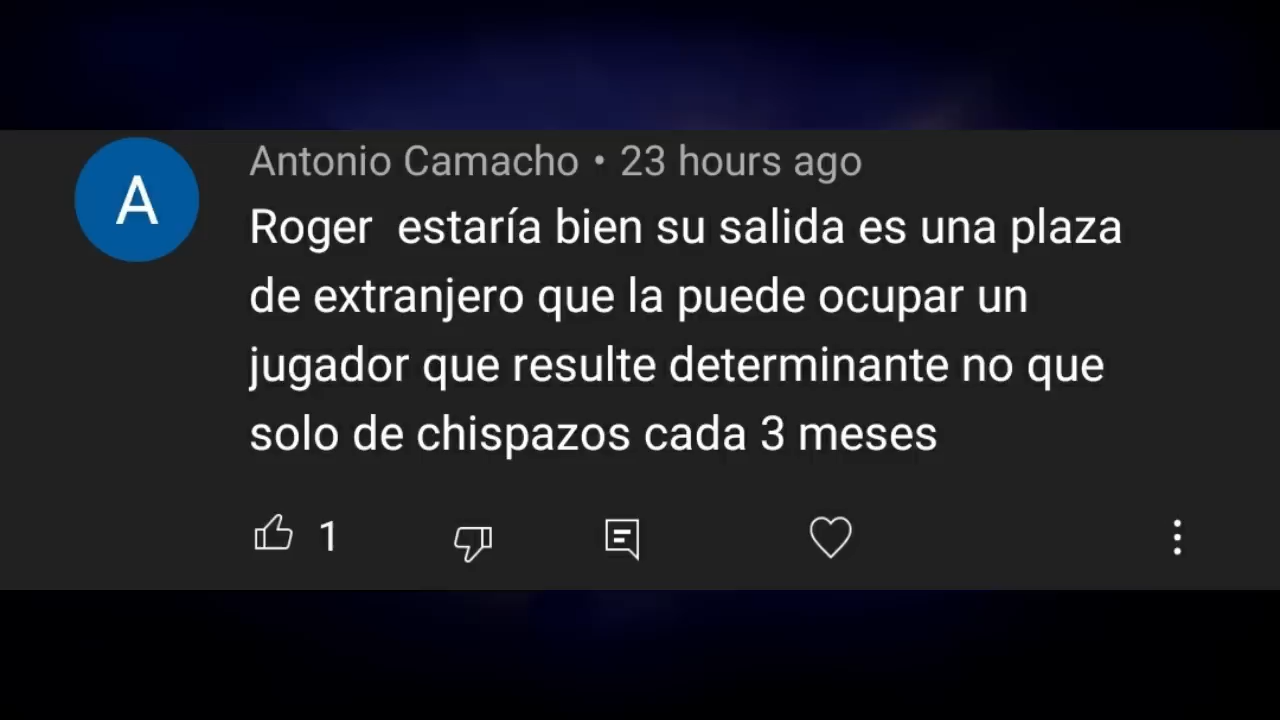 A
Antonio Camacho • 23 hours ago
Roger estaría bien su salida es una plaza
de extranjero que la puede ocupar un
jugador que resulte determinante no que
solo de chispazos cada 3 meses
1